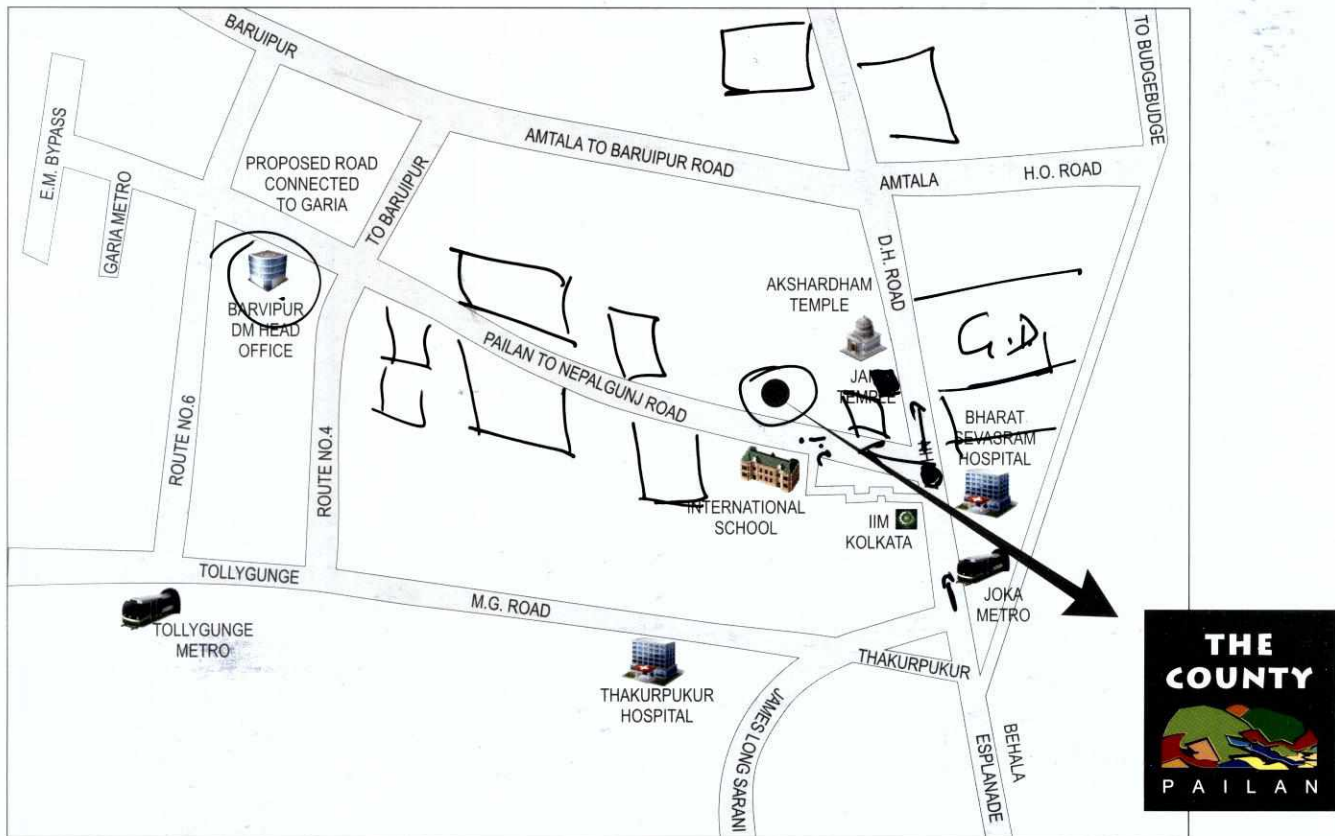 BARUIPUR
TO BUDGEBUDGE
E.M. BYPASS
GARIA METRO
PROPOSED ROAD
CONNECTED
TO GARIA
TO BARUIPUR
AMTALA TO BARUIPUR ROAD
AMTALA
H.O. ROAD
D.H. ROAD
AKSHARDHAM
TEMPLE
BARVIPUR
DM HEAD
OFFICE
G.D
PAILAN TO NEPALGUNJ ROAD
TEMPLE
BHARAT
SEVASRAM
HOSPITAL
ROUTE NO.6
ROUTE NO.4
INTERNATIONAL
SCHOOL
IIM
KOLKATA
JOKA
METRO
TOLLYGUNGE
M.G. ROAD
TOLLYGUNGE
METRO
THAKURPUKUR
HOSPITAL
THAKURPUKUR
JAMES LONG SARANI
BEHALA
ESPLANADE
THE
COUNTY
PAILAN